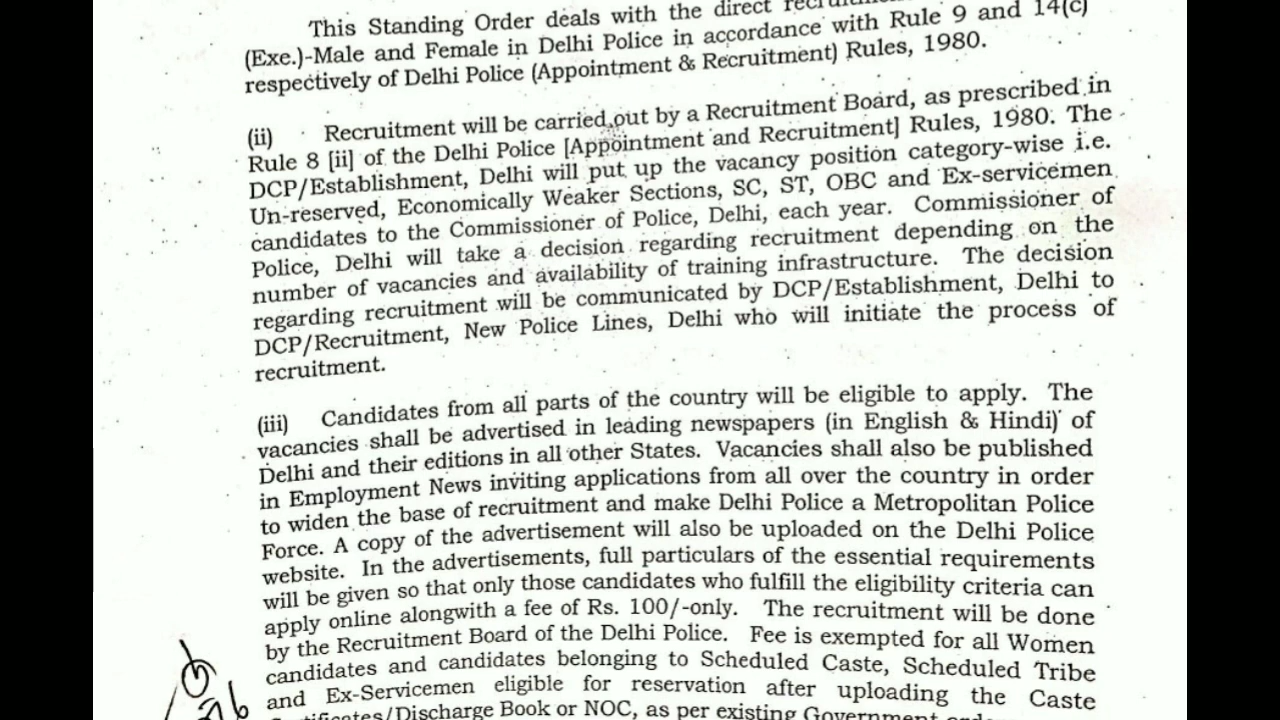 This Standing Order deals with the direct
(Exe.)-Male and Female in Delhi Police in accordance with Rule 9 and 14(c)
respectively of Delhi Police (Appointment & Recruitment) Rules, 1980.
(ii) Recruitment will be carried out by a Recruitment Board, as prescribed in
Rule 8 [ii] of the Delhi Police [Appointment and Recruitment] Rules, 1980. The
DCP/Establishment, Delhi will put up the vacancy position category-wise i.e.
Un-reserved, Economically Weaker Sections, SC, ST, OBC and Ex-servicemen
candidates to the Commissioner of Police, Delhi, each year. Commissioner of
Police, Delhi will take a decision regarding recruitment depending on the
number of vacancies and availability of training infrastructure. The decision
regarding recruitment will be communicated by DCP/Establishment, Delhi to
DCP/Recruitment, New Police Lines, Delhi who will initiate the process of
recruitment.
(iii) Candidates from all parts of the country will be eligible to apply. The
vacancies shall be advertised in leading newspapers (in English & Hindi) of
Delhi and their editions in all other States. Vacancies shall also be published
in Employment News inviting applications from all over the country in order
to widen the base of recruitment and make Delhi Police a Metropolitan Police
Force. A copy of the advertisement will also be uploaded on the Delhi Police
website. In the advertisements, full particulars of the essential requirements
will be given so that only those candidates who fulfill the eligibility criteria can
apply online alongwith a fee of Rs. 100/-only. The recruitment will be done
by the Recruitment Board of the Delhi Police. Fee is exempted for all Women
candidates and candidates belonging to Scheduled Caste, Scheduled Tribe
and Ex-Servicemen eligible for reservation after uploading the Caste
Certificates/Discharge Book or NOC, as per existing Government